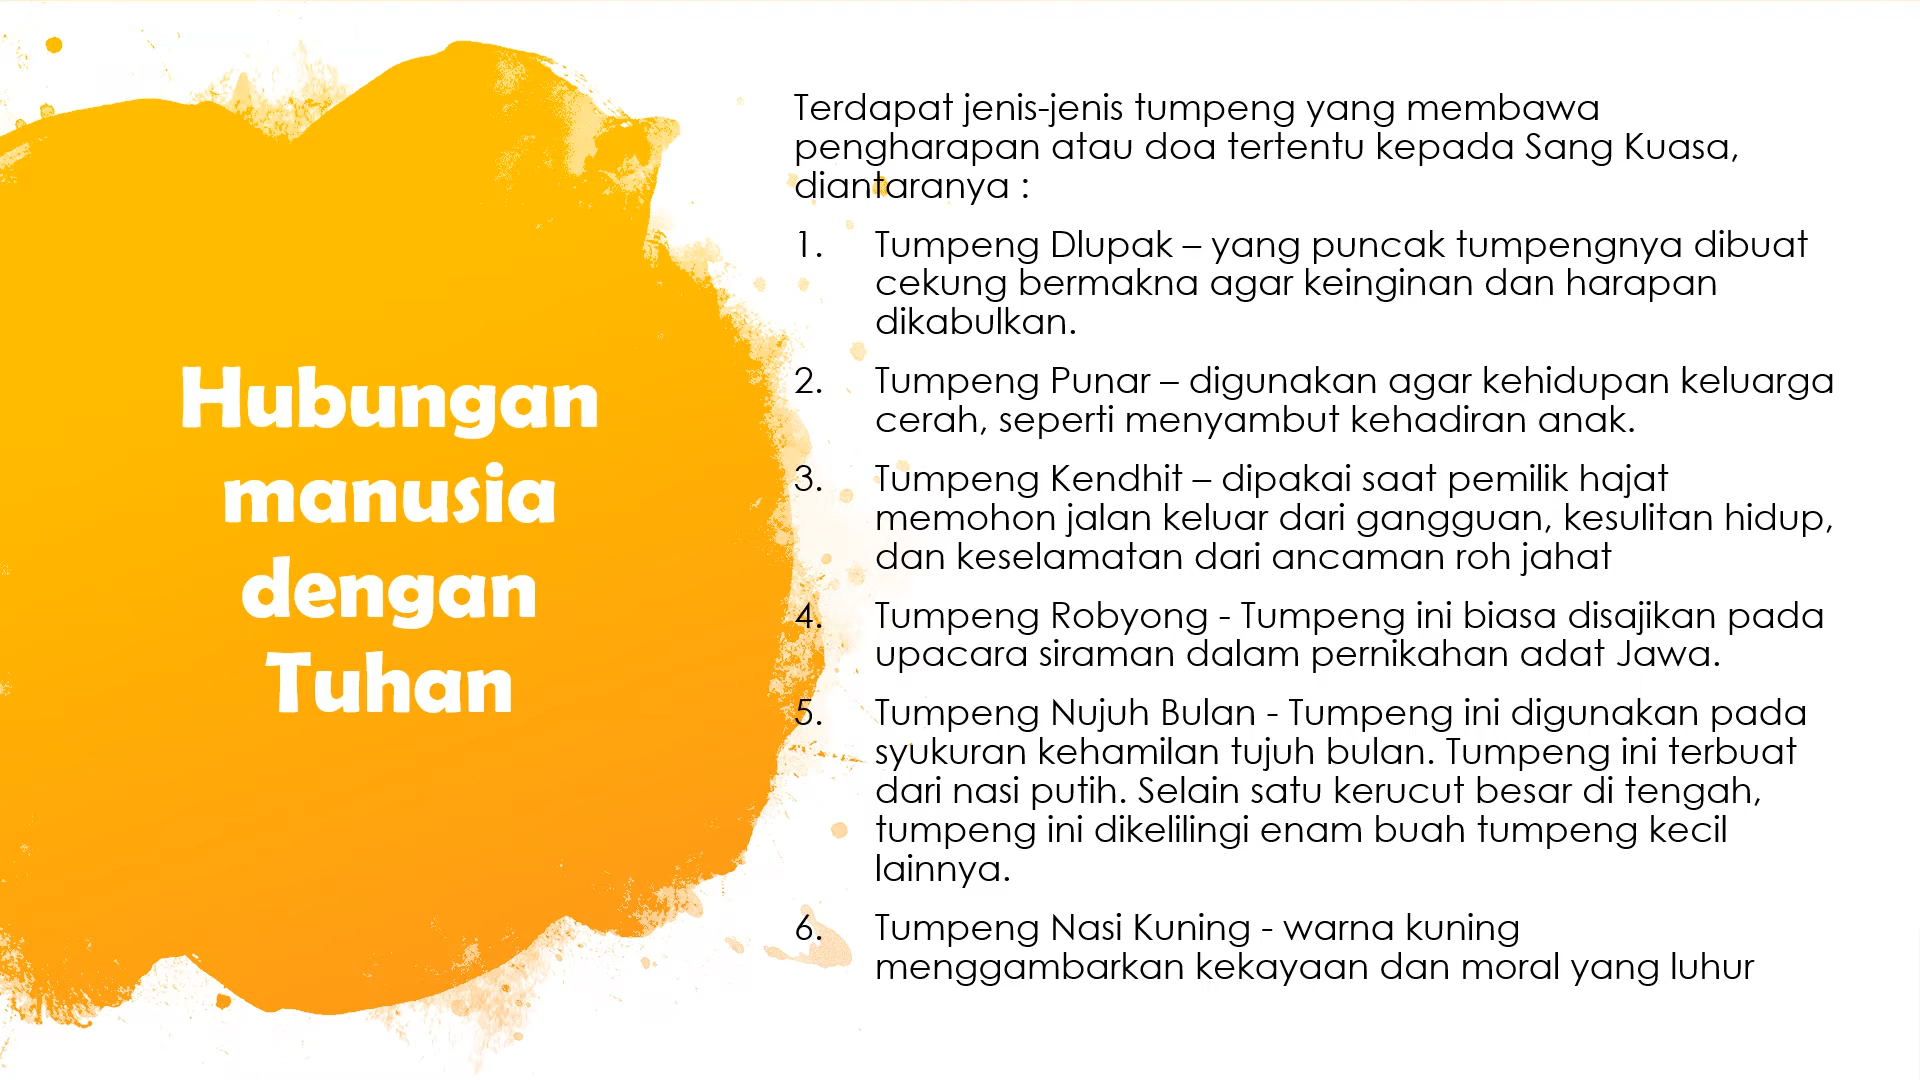 Hubungan
manusia
dengan
Tuhan
Terdapat jenis-jenis tumpeng yang membawa
pengharapan atau doa tertentu kepada Sang Kuasa,
diantaranya :
1. Tumpeng Dlupak – yang puncak tumpengnya dibuat
cekung bermakna agar keinginan dan harapan
dikabulkan.
2. Tumpeng Punar – digunakan agar kehidupan keluarga
cerah, seperti menyambut kehadiran anak.
3. Tumpeng Kendhit – dipakai saat pemilik hajat
memohon jalan keluar dari gangguan, kesulitan hidup,
dan keselamatan dari ancaman roh jahat
4. Tumpeng Robyong - Tumpeng ini biasa disajikan pada
upacara siraman dalam pernikahan adat Jawa.
5. Tumpeng Nujuh Bulan - Tumpeng ini digunakan pada
syukuran kehamilan tujuh bulan. Tumpeng ini terbuat
dari nasi putih. Selain satu kerucut besar di tengah,
tumpeng ini dikelilingi enam buah tumpeng kecil
lainnya.
6. Tumpeng Nasi Kuning - warna kuning
menggambarkan kekayaan dan moral yang luhur